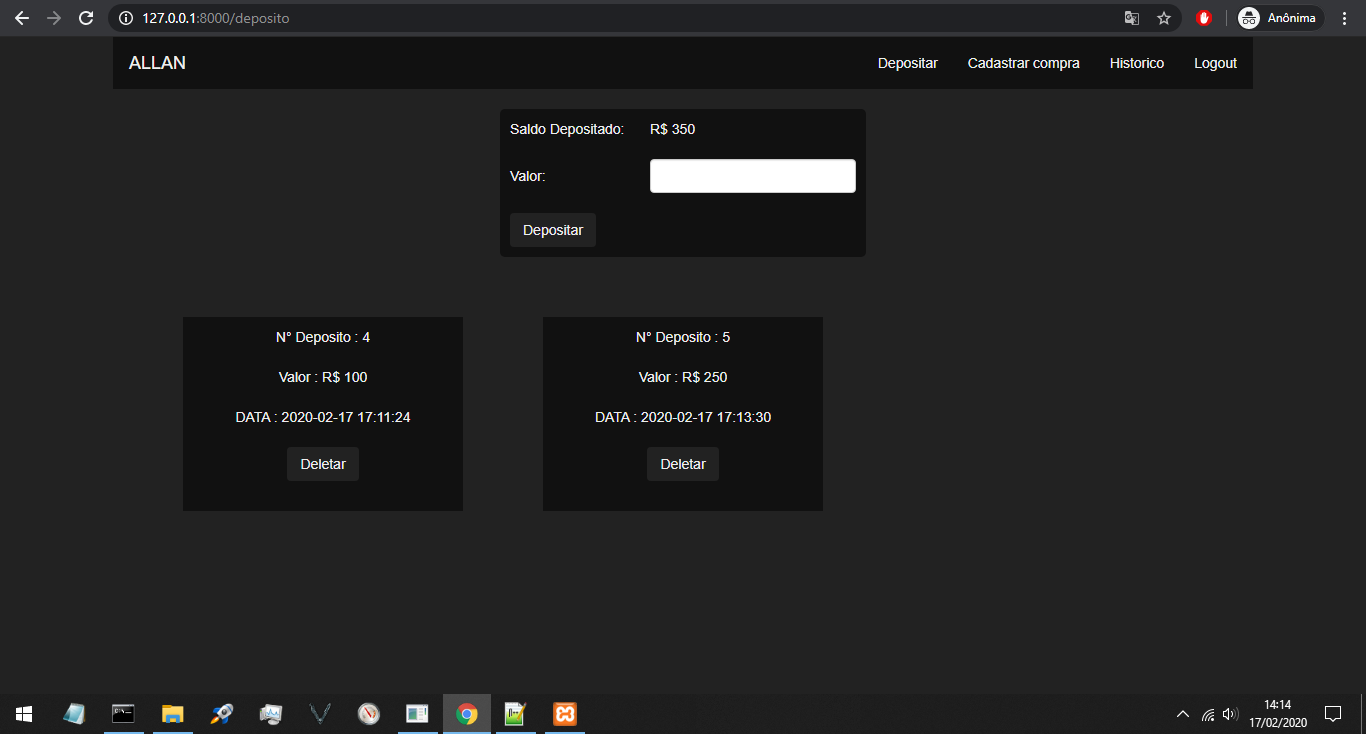 127.0.0.1:8000/deposito
Anônima
ALLAN
Depositar
Cadastrar compra
Historico
Logout
Saldo Depositado: R$ 350
Valor:
Depositar
N° Deposito : 4
Valor : R$ 100
DATA : 2020-02-17 17:11:24
Deletar
N° Deposito : 5
Valor : R$ 250
DATA : 2020-02-17 17:13:30
Deletar
14:14
17/02/2020